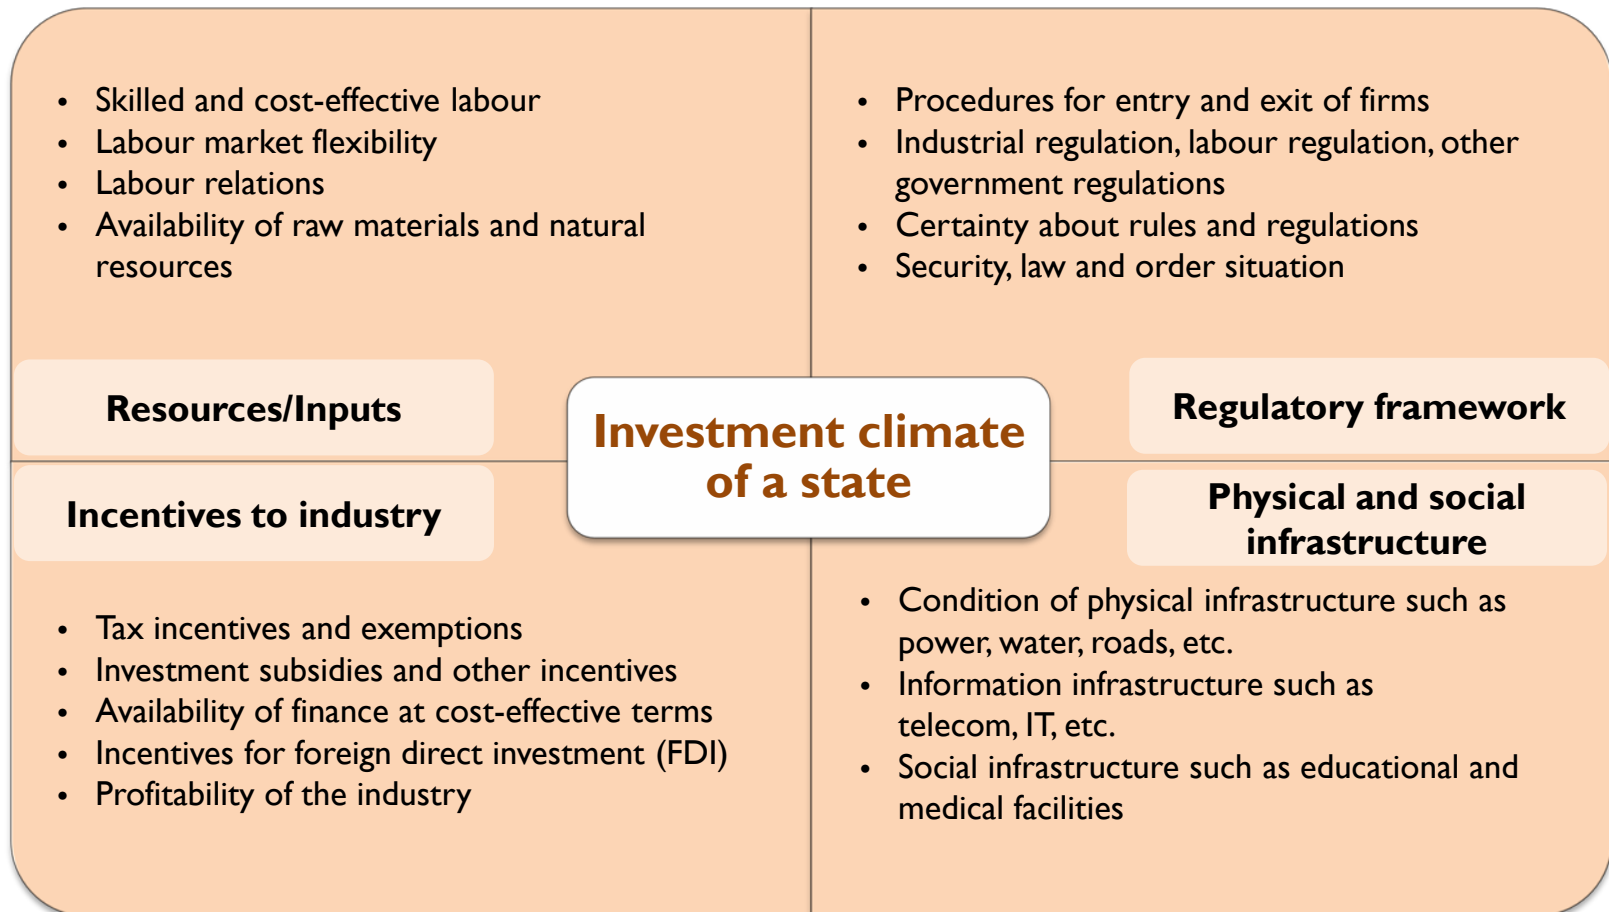 • Skilled and cost-effective labour
• Labour market flexibility
• Labour relations
• Availability of raw materials and natural
resources
Resources/Inputs
• Procedures for entry and exit of firms
• Industrial regulation, labour regulation, other
government regulations
• Certainty about rules and regulations
• Security, law and order situation
Regulatory framework
Investment climate
of a state
Incentives to industry
• Tax incentives and exemptions
• Investment subsidies and other incentives
• Availability of finance at cost-effective terms
• Incentives for foreign direct investment (FDI)
• Profitability of the industry
Physical and social
infrastructure
• Condition of physical infrastructure such as
power, water, roads, etc.
• Information infrastructure such as
telecom, IT, etc.
• Social infrastructure such as educational and
medical facilities